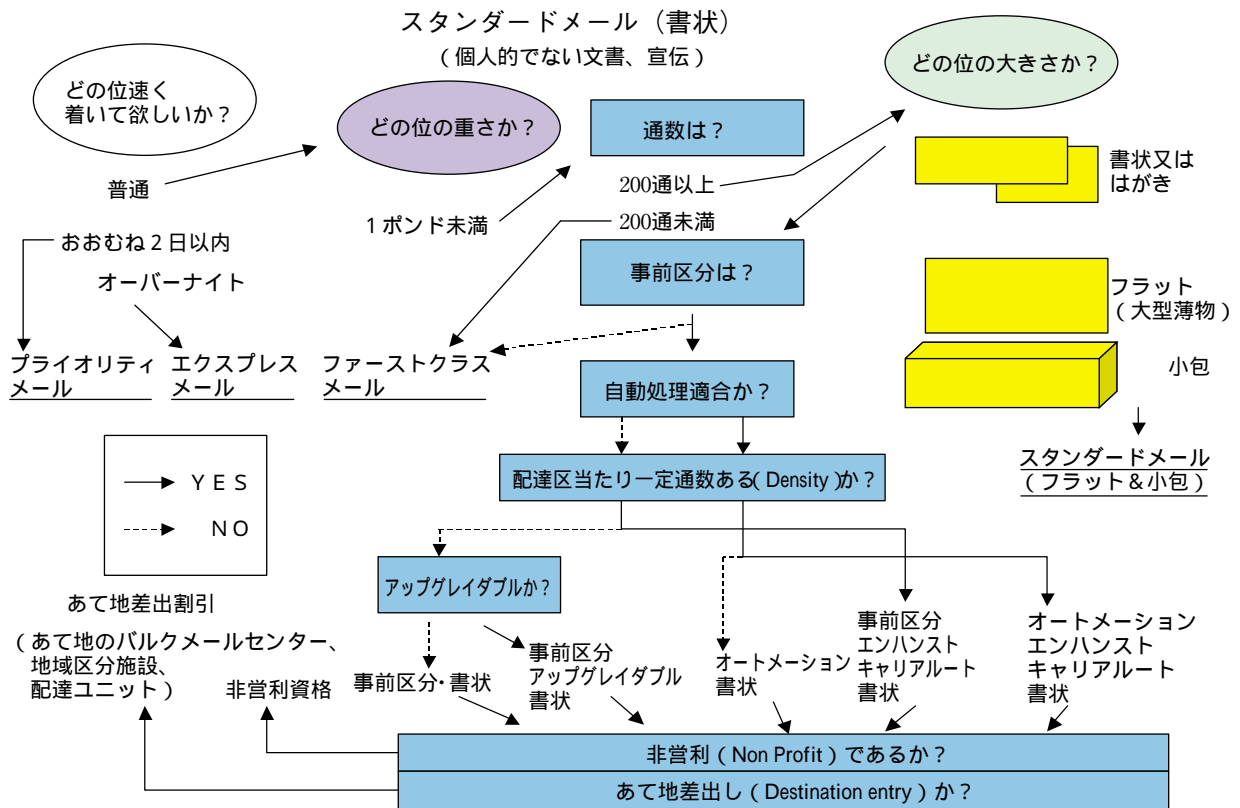 スタンダードメール（書状）
（個人的でない文書、宣伝）
どの位速く
着いて欲しいか？
どの位の重さか？
通数は？
どの位の大きさか？
普通
1ポンド未満
200通以上
200通未満
書状又は
はがき
おおむね2日以内
オーバーナイト
事前区分は？
フラット
（大型薄物）
プライオリティ
メール
エクスプレス
メール
ファーストクラス
メール
自動処理適合か？
小包
スタンダードメール
（フラット＆小包）
YES
NO
配達区当たり一定通数ある（Density）か？
アップグレイダブルか？
あて地差出割引
（あて地のバルクメールセンター、
地域区分施設、
配達ユニット）
非営利資格
事前区分・書状
事前区分
アップグレイダブル
書状
オートメーション
書状
事前区分
エンハンスト
キャリアルート
書状
オートメーション
エンハンスト
キャリアルート
書状
非営利（Non Profit）であるか？
あて地差出し（Destination entry）か？